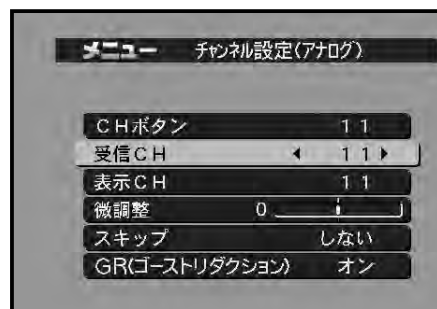 メニュー チャンネル設定(アナログ)
CHボタン 11
受信CH ◀ 11 ▶
表示CH 11
微調整 0
スキップ しない
GR(ゴーストリダクション) オン